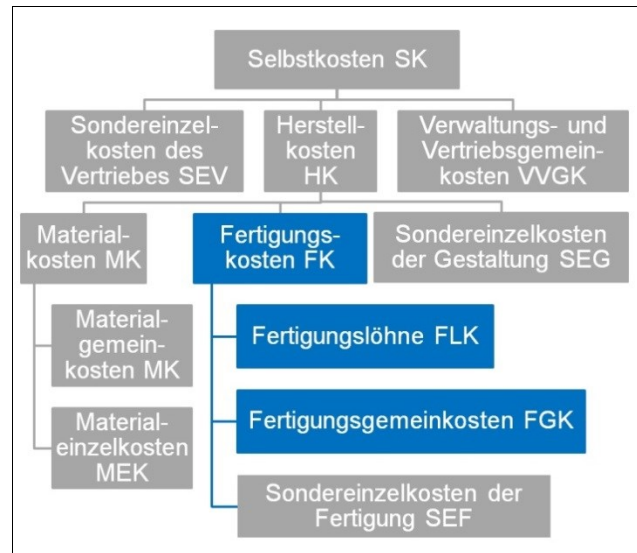 Selbstkosten SK
Sondereinzel-
kosten des
Vertriebes SEV
Herstell-
kosten
HK
Verwaltungs- und
Vertriebsgemein-
kosten VVGK
Material-
kosten MK
Fertigungs-
kosten FK
Sondereinzelkosten
der Gestaltung SEG
Material-
gemein-
kosten MK
Material-
einzelkosten
MEK
Fertigungslöhne FLK
Fertigungsgemeinkosten FGK
Sondereinzelkosten der
Fertigung SEF